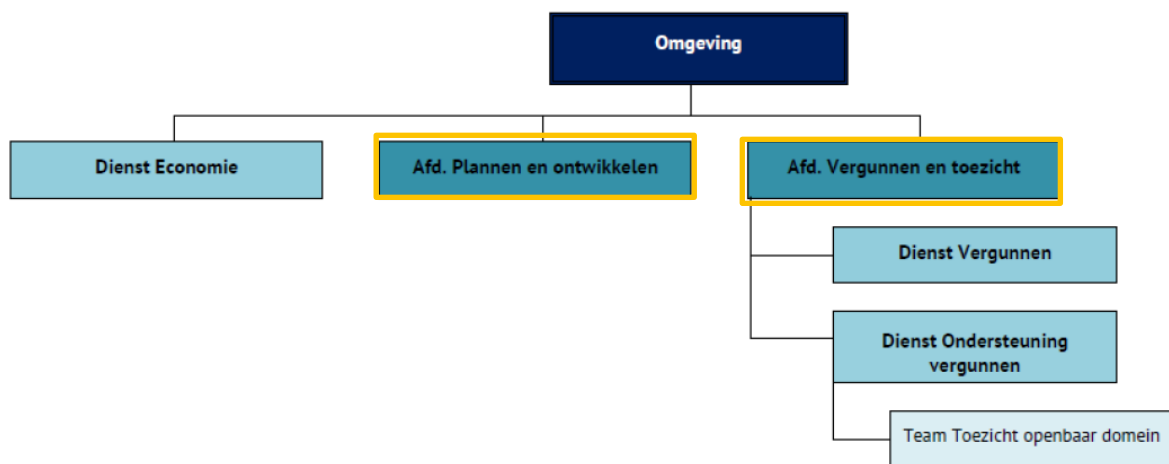 Omgeving
Dienst Economie
Afd. Plannen en ontwikkelen
Afd. Vergunnen en toezicht
Dienst Vergunnen
Dienst Ondersteuning
vergunnen
Team Toezicht openbaar domein